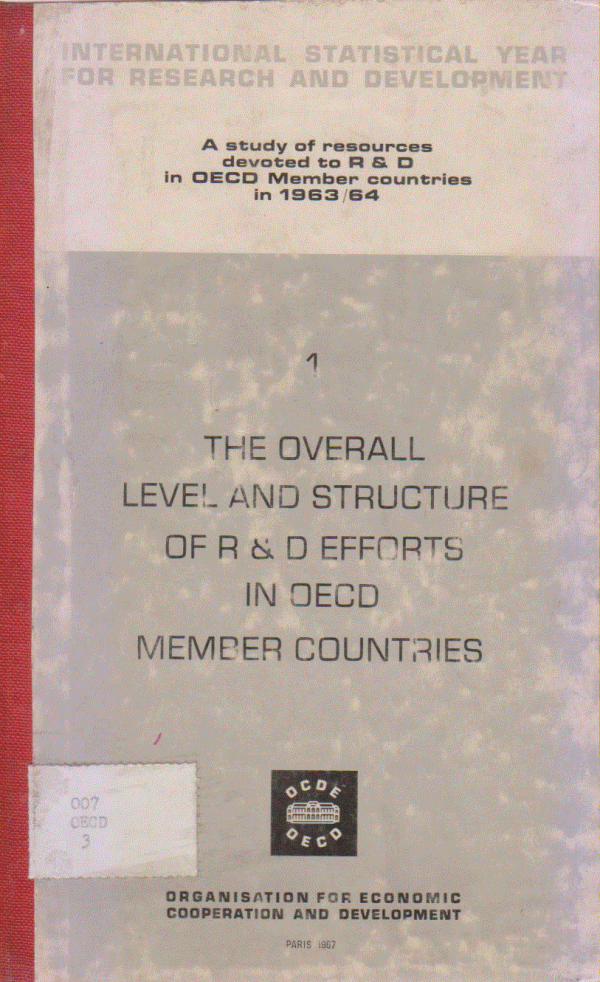 INTERNATIONAL STATISTICAL YEAR
FOR RESEARCH AND DEVELOPMENT
A study of resources
devoted to R & D
in OECD Member countries
in 1963/64
1
THE OVERALL
LEVEL AND STRUCTURE
OF R & D EFFORTS
IN OECD
MEMBER COUNTRIES
007
OECD
3
OCDE
OECD
ORGANISATION FOR ECONOMIC
COOPERATION AND DEVELOPMENT
PARIS 1967